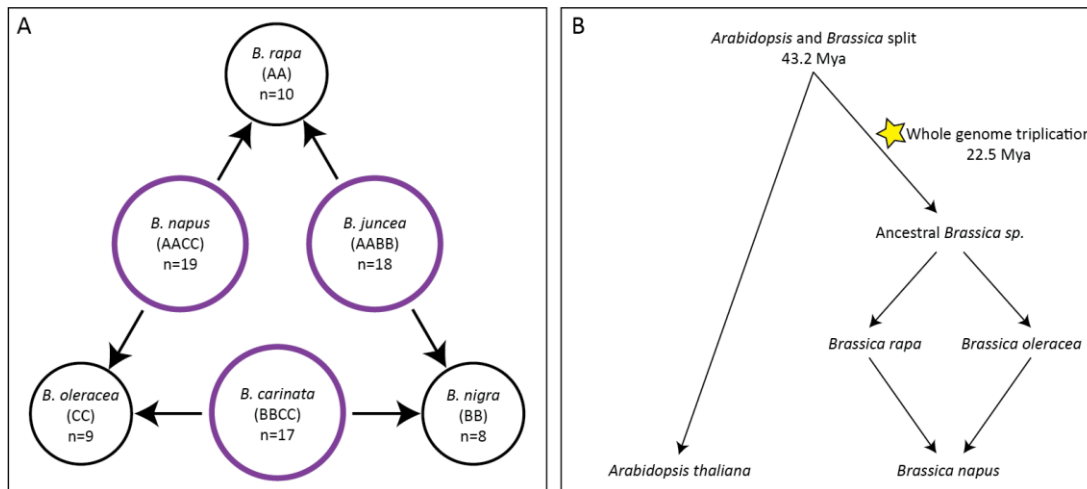 A
B. rapa
(AA)
n=10
B. napus
(AACC)
n=19
B. juncea
(AABB)
n=18
B. oleracea
(CC)
n=9
B. carinata
(BBCC)
n=17
B. nigra
(BB)
n=8
B
Arabidopsis and Brassica split
43.2 Mya
Whole genome triplication
22.5 Mya
Ancestral Brassica sp.
Brassica rapa
Brassica oleracea
Arabidopsis thaliana
Brassica napus